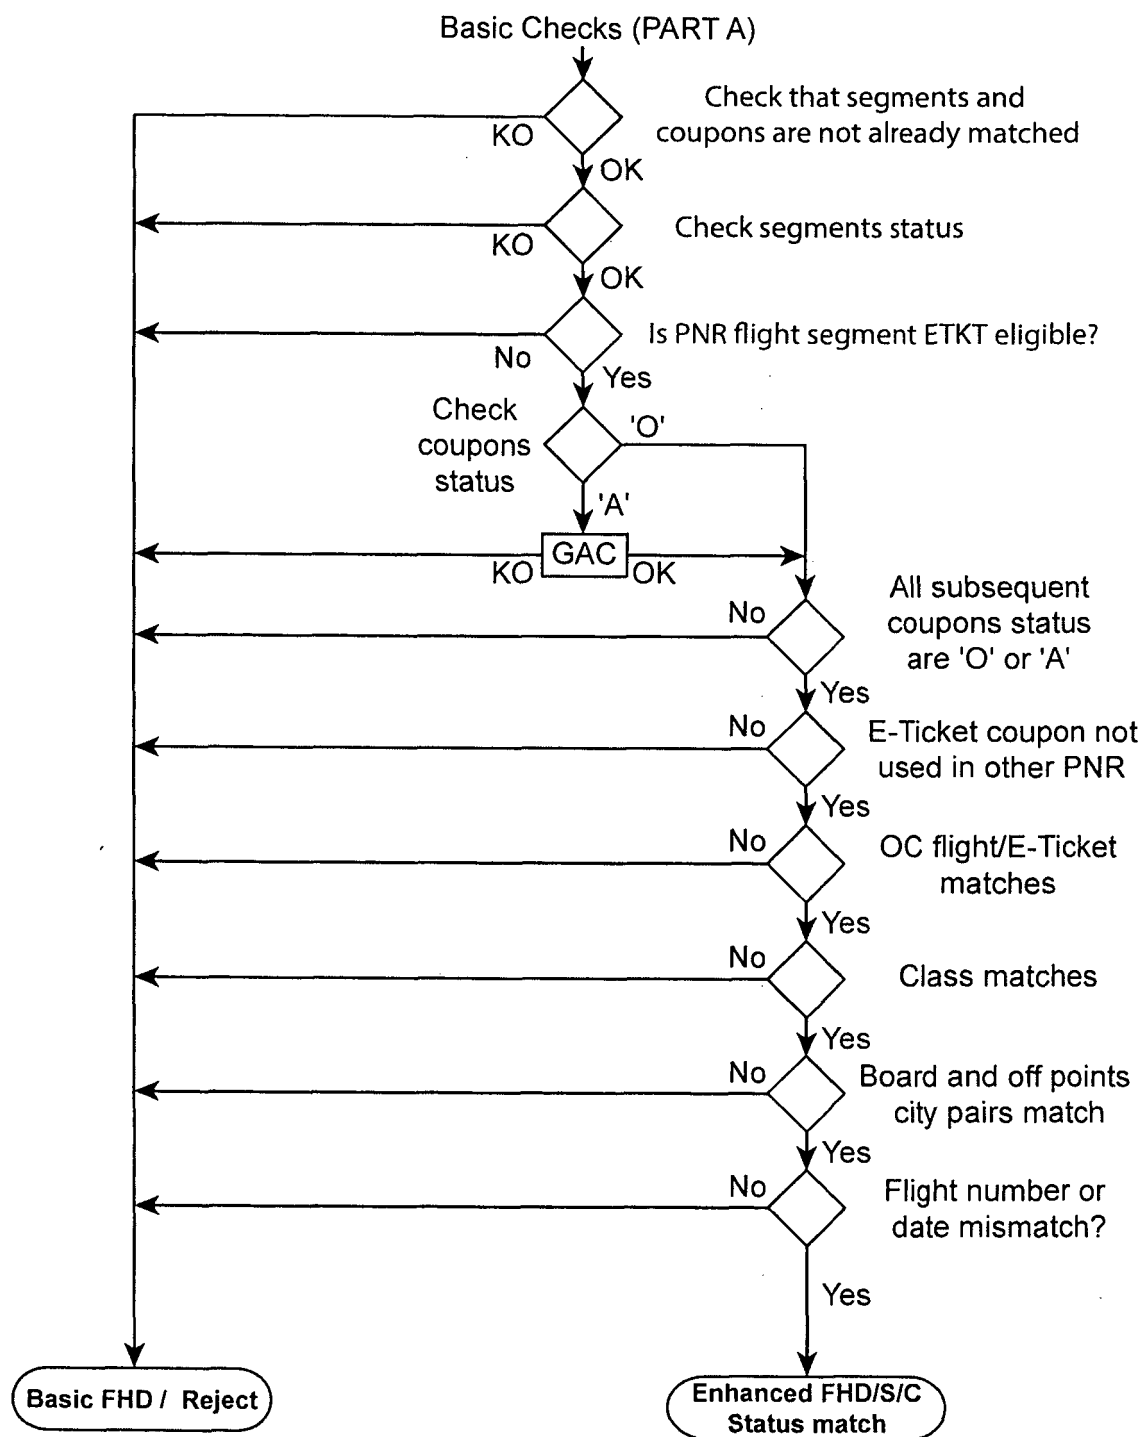 Basic Checks (PART A)
Check that segments and
coupons are not already matched
KO
OK
Check segments status
KO
OK
Is PNR flight segment ETKT eligible?
No
Yes
Check
coupons
status
'O'
'A'
GAC
KO
OK
All subsequent
coupons status
are 'O' or 'A'
No
Yes
E-Ticket coupon not
used in other PNR
No
Yes
OC flight/E-Ticket
matches
No
Yes
Class matches
No
Yes
Board and off points
city pairs match
No
Yes
Flight number or
date mismatch?
No
Yes
Basic FHD / Reject
Enhanced FHD/S/C
Status match